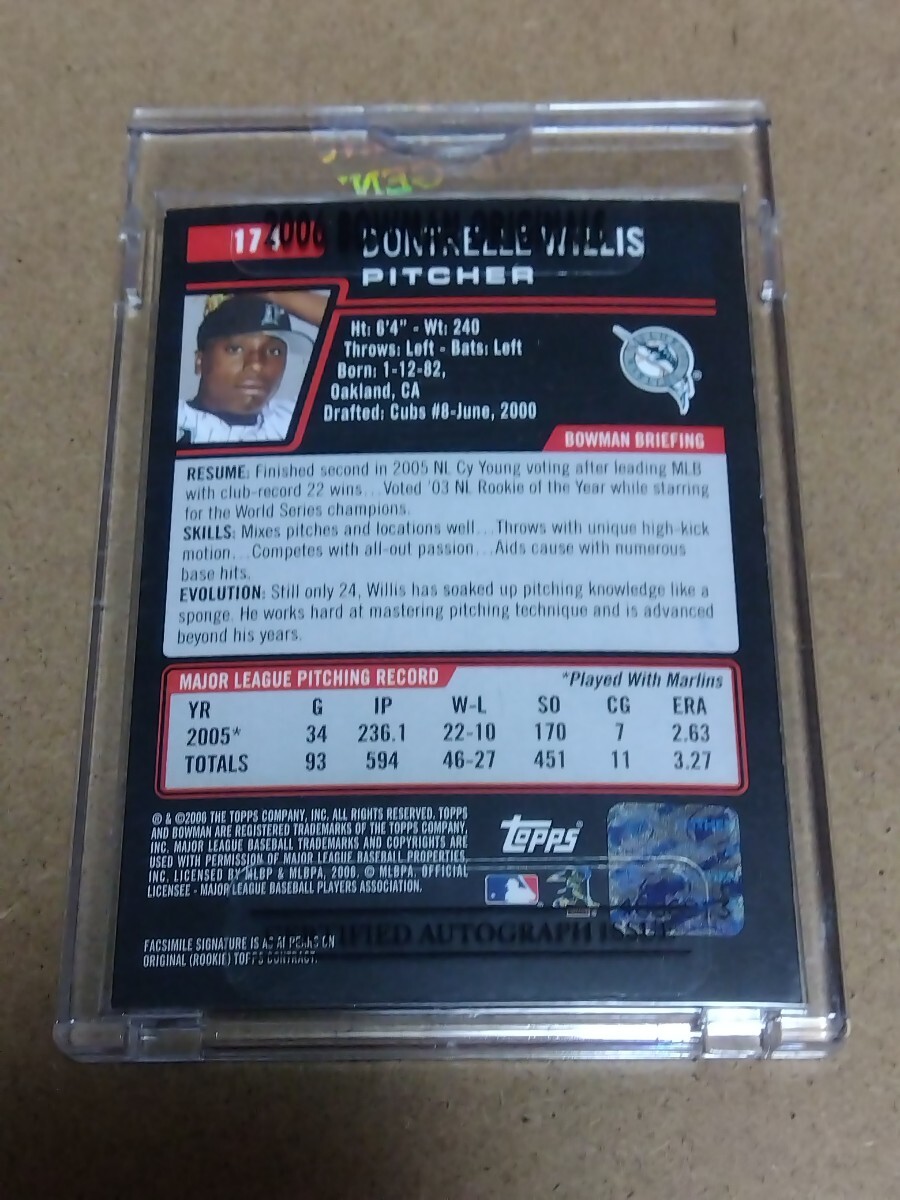 2006 BOWMAN ORIGINALS
174 DONTRELLE WILLIS
PITCHER
Ht: 6'4" - Wt: 240
Throws: Left - Bats: Left
Born: 1-12-82,
Oakland, CA
Drafted: Cubs #8-June, 2000
BOWMAN BRIEFING
RESUME: Finished second in 2005 NL Cy Young voting after leading MLB
with club-record 22 wins...Voted '03 NL Rookie of the Year while starring
for the World Series champions.
SKILLS: Mixes pitches and locations well...Throws with unique high-kick
motion...Competes with all-out passion...Aids cause with numerous
base hits.
EVOLUTION: Still only 24, Willis has soaked up pitching knowledge like a
sponge. He works hard at mastering pitching technique and is advanced
beyond his years.
MAJOR LEAGUE PITCHING RECORD *Played With Marlins
YR G IP W-L SO CG ERA
2005* 34 236.1 22-10 170 7 2.63
TOTALS 93 594 46-27 451 11 3.27
® & ©2006 THE TOPPS COMPANY, INC. ALL RIGHTS RESERVED. TOPPS
AND BOWMAN ARE REGISTERED TRADEMARKS OF THE TOPPS COMPANY,
INC. MAJOR LEAGUE BASEBALL TRADEMARKS AND COPYRIGHTS ARE
USED WITH PERMISSION OF MAJOR LEAGUE BASEBALL PROPERTIES,
INC. LICENSED BY MLBP & MLBPA, 2006. © MLBPA, OFFICIAL
LICENSEE - MAJOR LEAGUE BASEBALL PLAYERS ASSOCIATION.
Topps
CERTIFIED AUTOGRAPH ISSUE
FACSIMILE SIGNATURE IS AS APPEARS ON
ORIGINAL (ROOKIE) TOPPS CONTRACT.